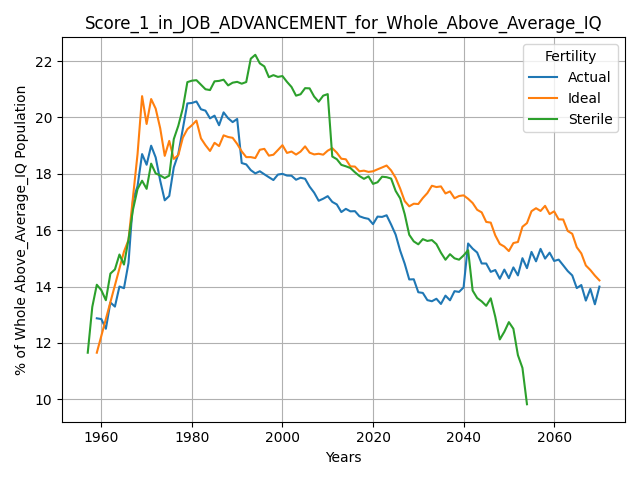 Score_1_in_JOB_ADVANCEMENT_for_Whole_Above_Average_IQ
% of Whole Above_Average_IQ Population
22
20
18
16
14
12
10
Fertility
Actual
Ideal
Sterile
1960 1980 2000 2020 2040 2060
Years